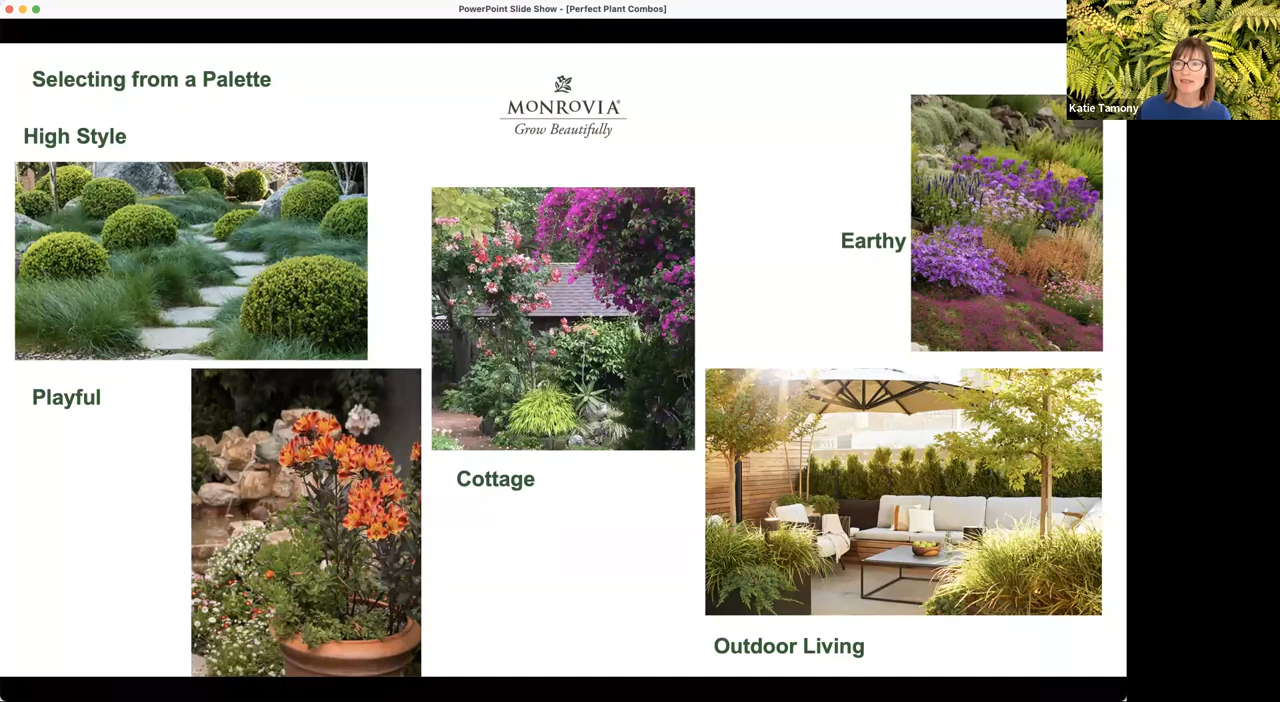 PowerPoint Slide Show - [Perfect Plant Combos]
Katie Tamony
Selecting from a Palette
MONROVIA®
Grow Beautifully
High Style
Earthy
Playful
Cottage
Outdoor Living